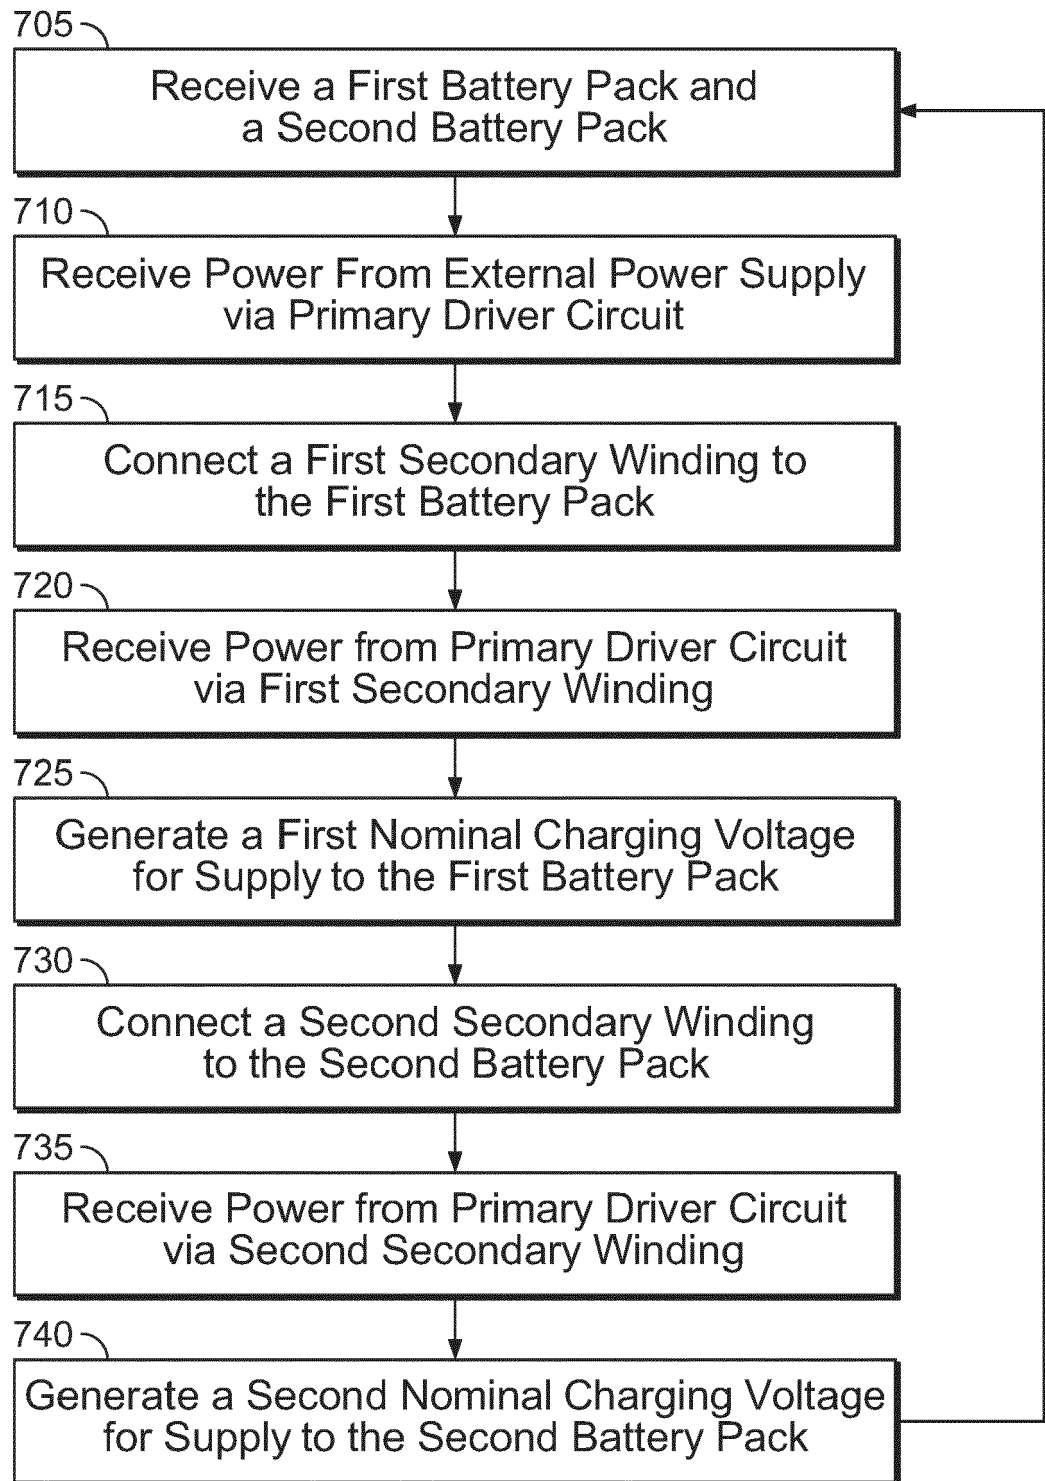 705
Receive a First Battery Pack and
a Second Battery Pack
710
Receive Power From External Power Supply
via Primary Driver Circuit
715
Connect a First Secondary Winding to
the First Battery Pack
720
Receive Power from Primary Driver Circuit
via First Secondary Winding
725
Generate a First Nominal Charging Voltage
for Supply to the First Battery Pack
730
Connect a Second Secondary Winding
to the Second Battery Pack
735
Receive Power from Primary Driver Circuit
via Second Secondary Winding
740
Generate a Second Nominal Charging Voltage
for Supply to the Second Battery Pack